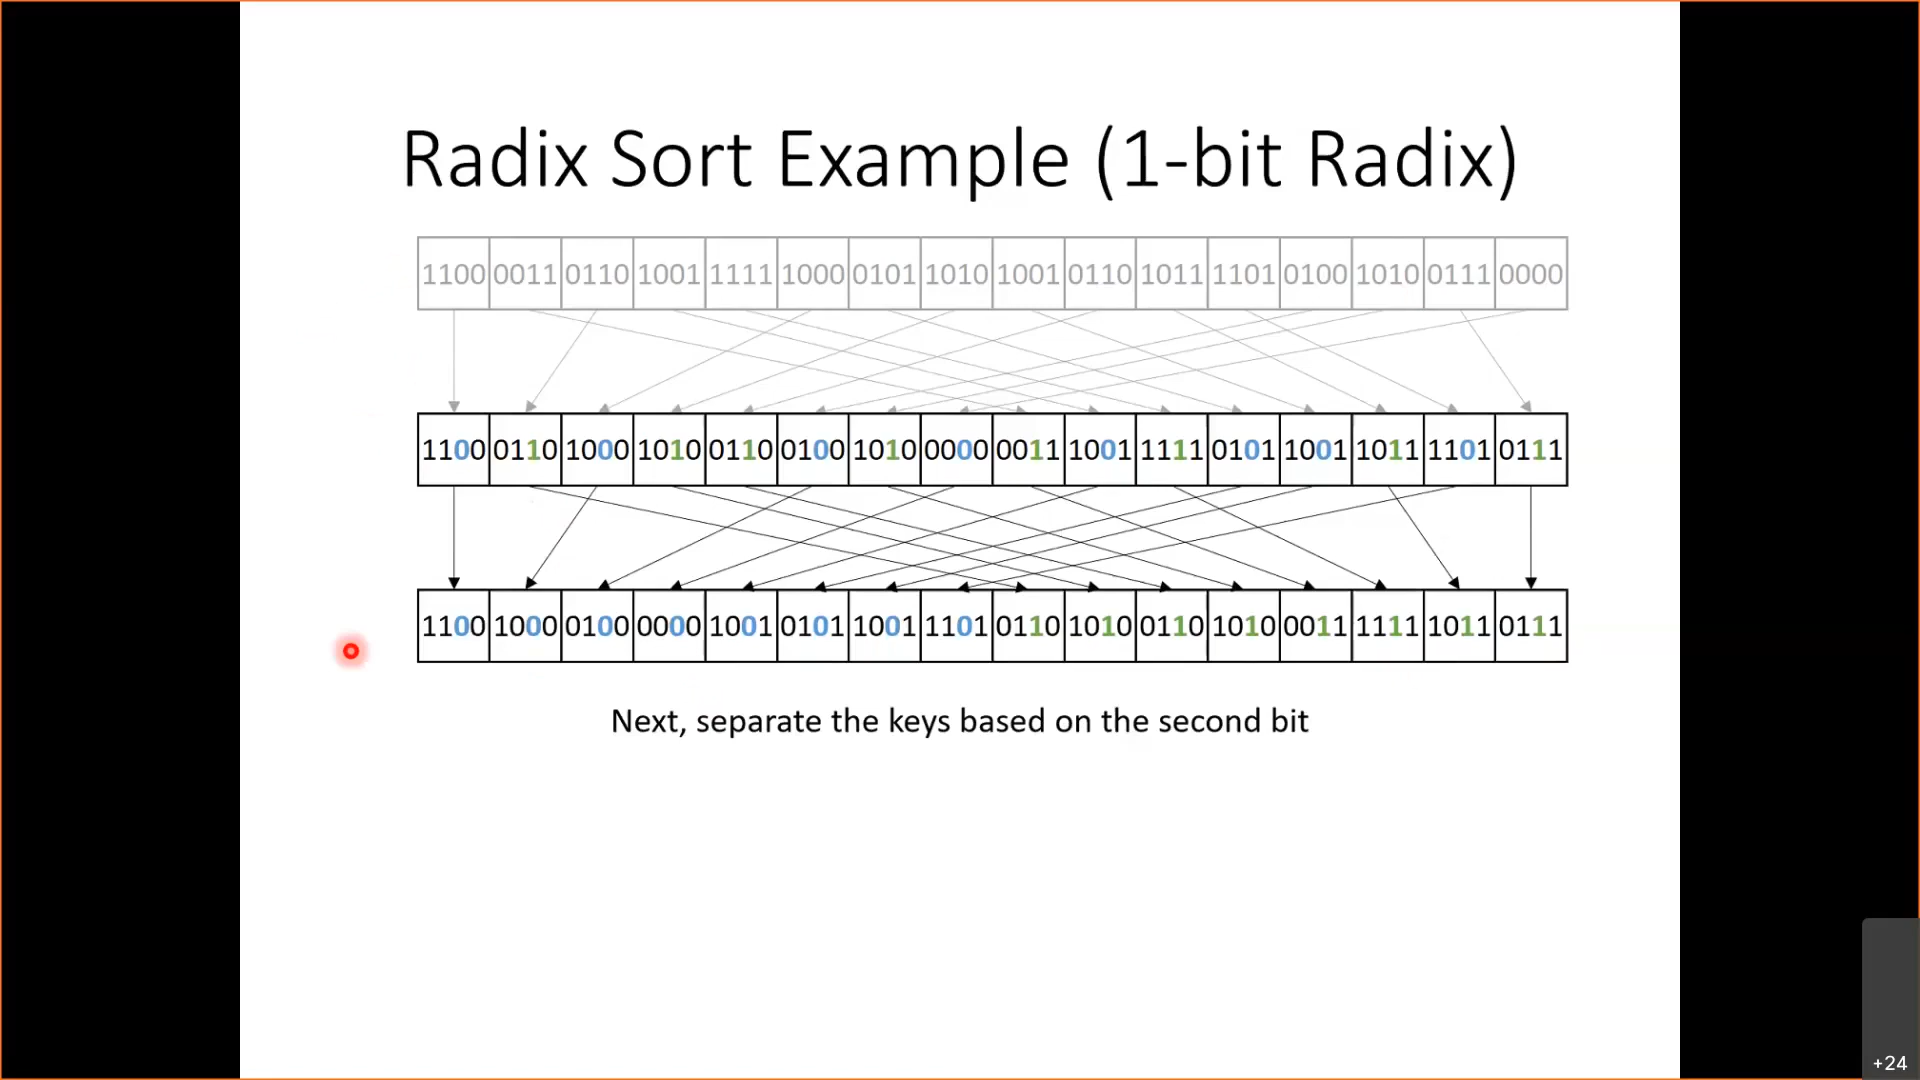 Radix Sort Example (1-bit Radix)
1100 0011 0110 1001 1111 1000 0101 1010 1001 0110 1011 1101 0100 1010 0111 0000
1100 0110 1000 1010 0110 0100 1010 0000 0011 1001 1111 0101 1001 1011 1101 0111
1100 1000 0100 0000 1001 0101 1001 1101 0110 1010 0110 1010 0011 1111 1011 0111
Next, separate the keys based on the second bit
+24